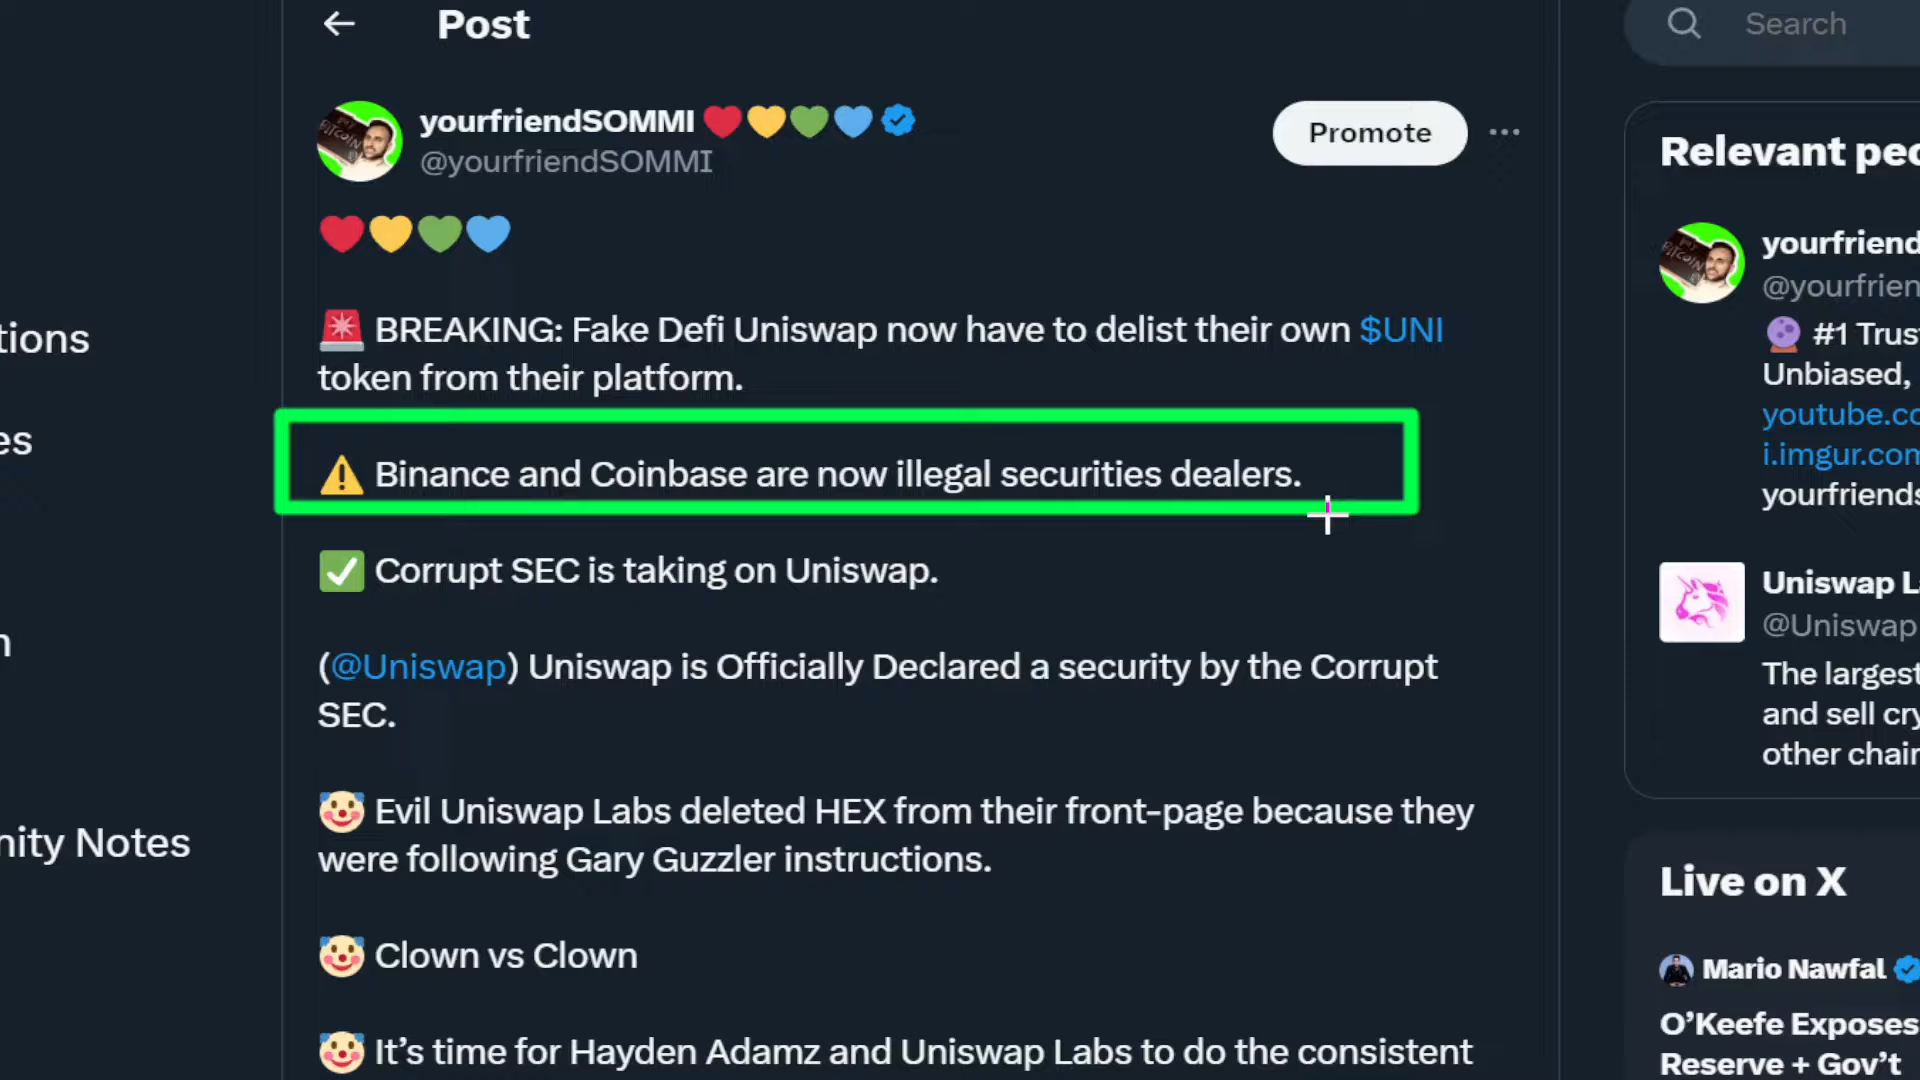 Post
Search
yourfriendSOMMI
@yourfriendSOMMI
Promote
BREAKING: Fake Defi Uniswap now have to delist their own $UNI
token from their platform.
Binance and Coinbase are now illegal securities dealers.
Corrupt SEC is taking on Uniswap.
(@Uniswap) Uniswap is Officially Declared a security by the Corrupt
SEC.
Evil Uniswap Labs deleted HEX from their front-page because they
were following Gary Guzzler instructions.
Clown vs Clown
It’s time for Hayden Adamz and Uniswap Labs to do the consistent
tions
es
n
nity Notes
Relevant peo
yourfriend
@yourfrien
#1 Trus
Unbiased,
youtube.co
i.imgur.com
yourfriends
Uniswap La
@Uniswap
The largest
and sell cry
other chain
Live on X
Mario Nawfal
O’Keefe Exposes
Reserve + Gov’t